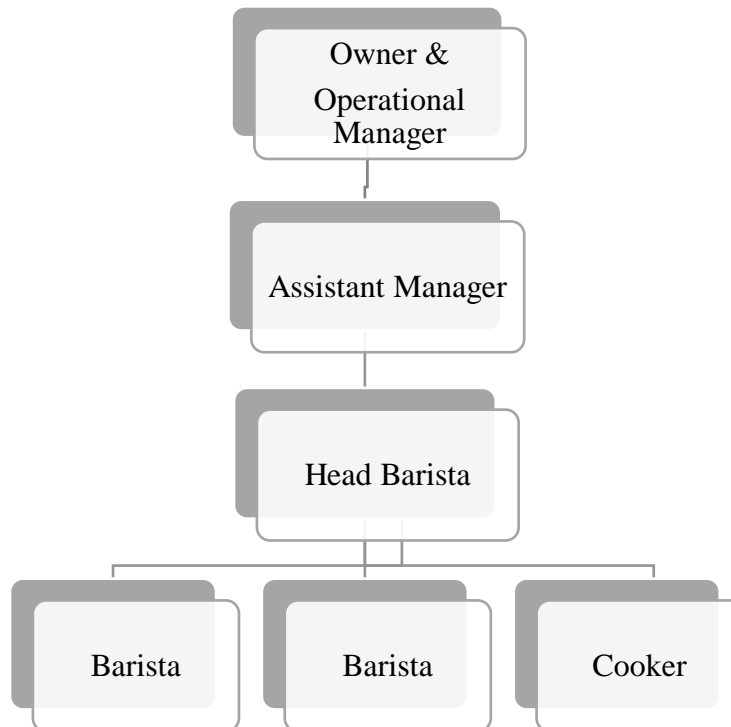 Owner &
Operational
Manager
Assistant Manager
Head Barista
Barista
Barista
Cooker